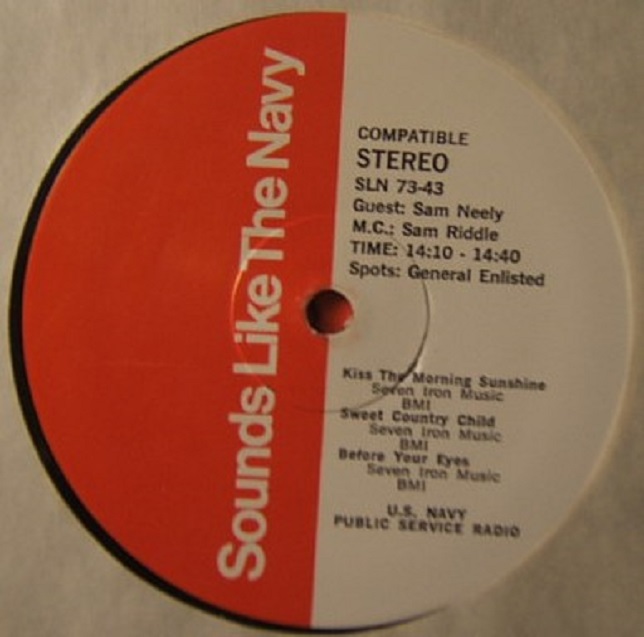 Sounds Like The Navy
COMPATIBLE
STEREO
SLN 73-43
Guest: Sam Neely
M.C.: Sam Riddle
TIME: 14:10 - 14:40
Spots: General Enlisted
Kiss The Morning Sunshine
Seven Iron Music
BMI
Sweet Country Child
Seven Iron Music
BMI
Before Your Eyes
Seven Iron Music
BMI
U.S. NAVY
PUBLIC SERVICE RADIO